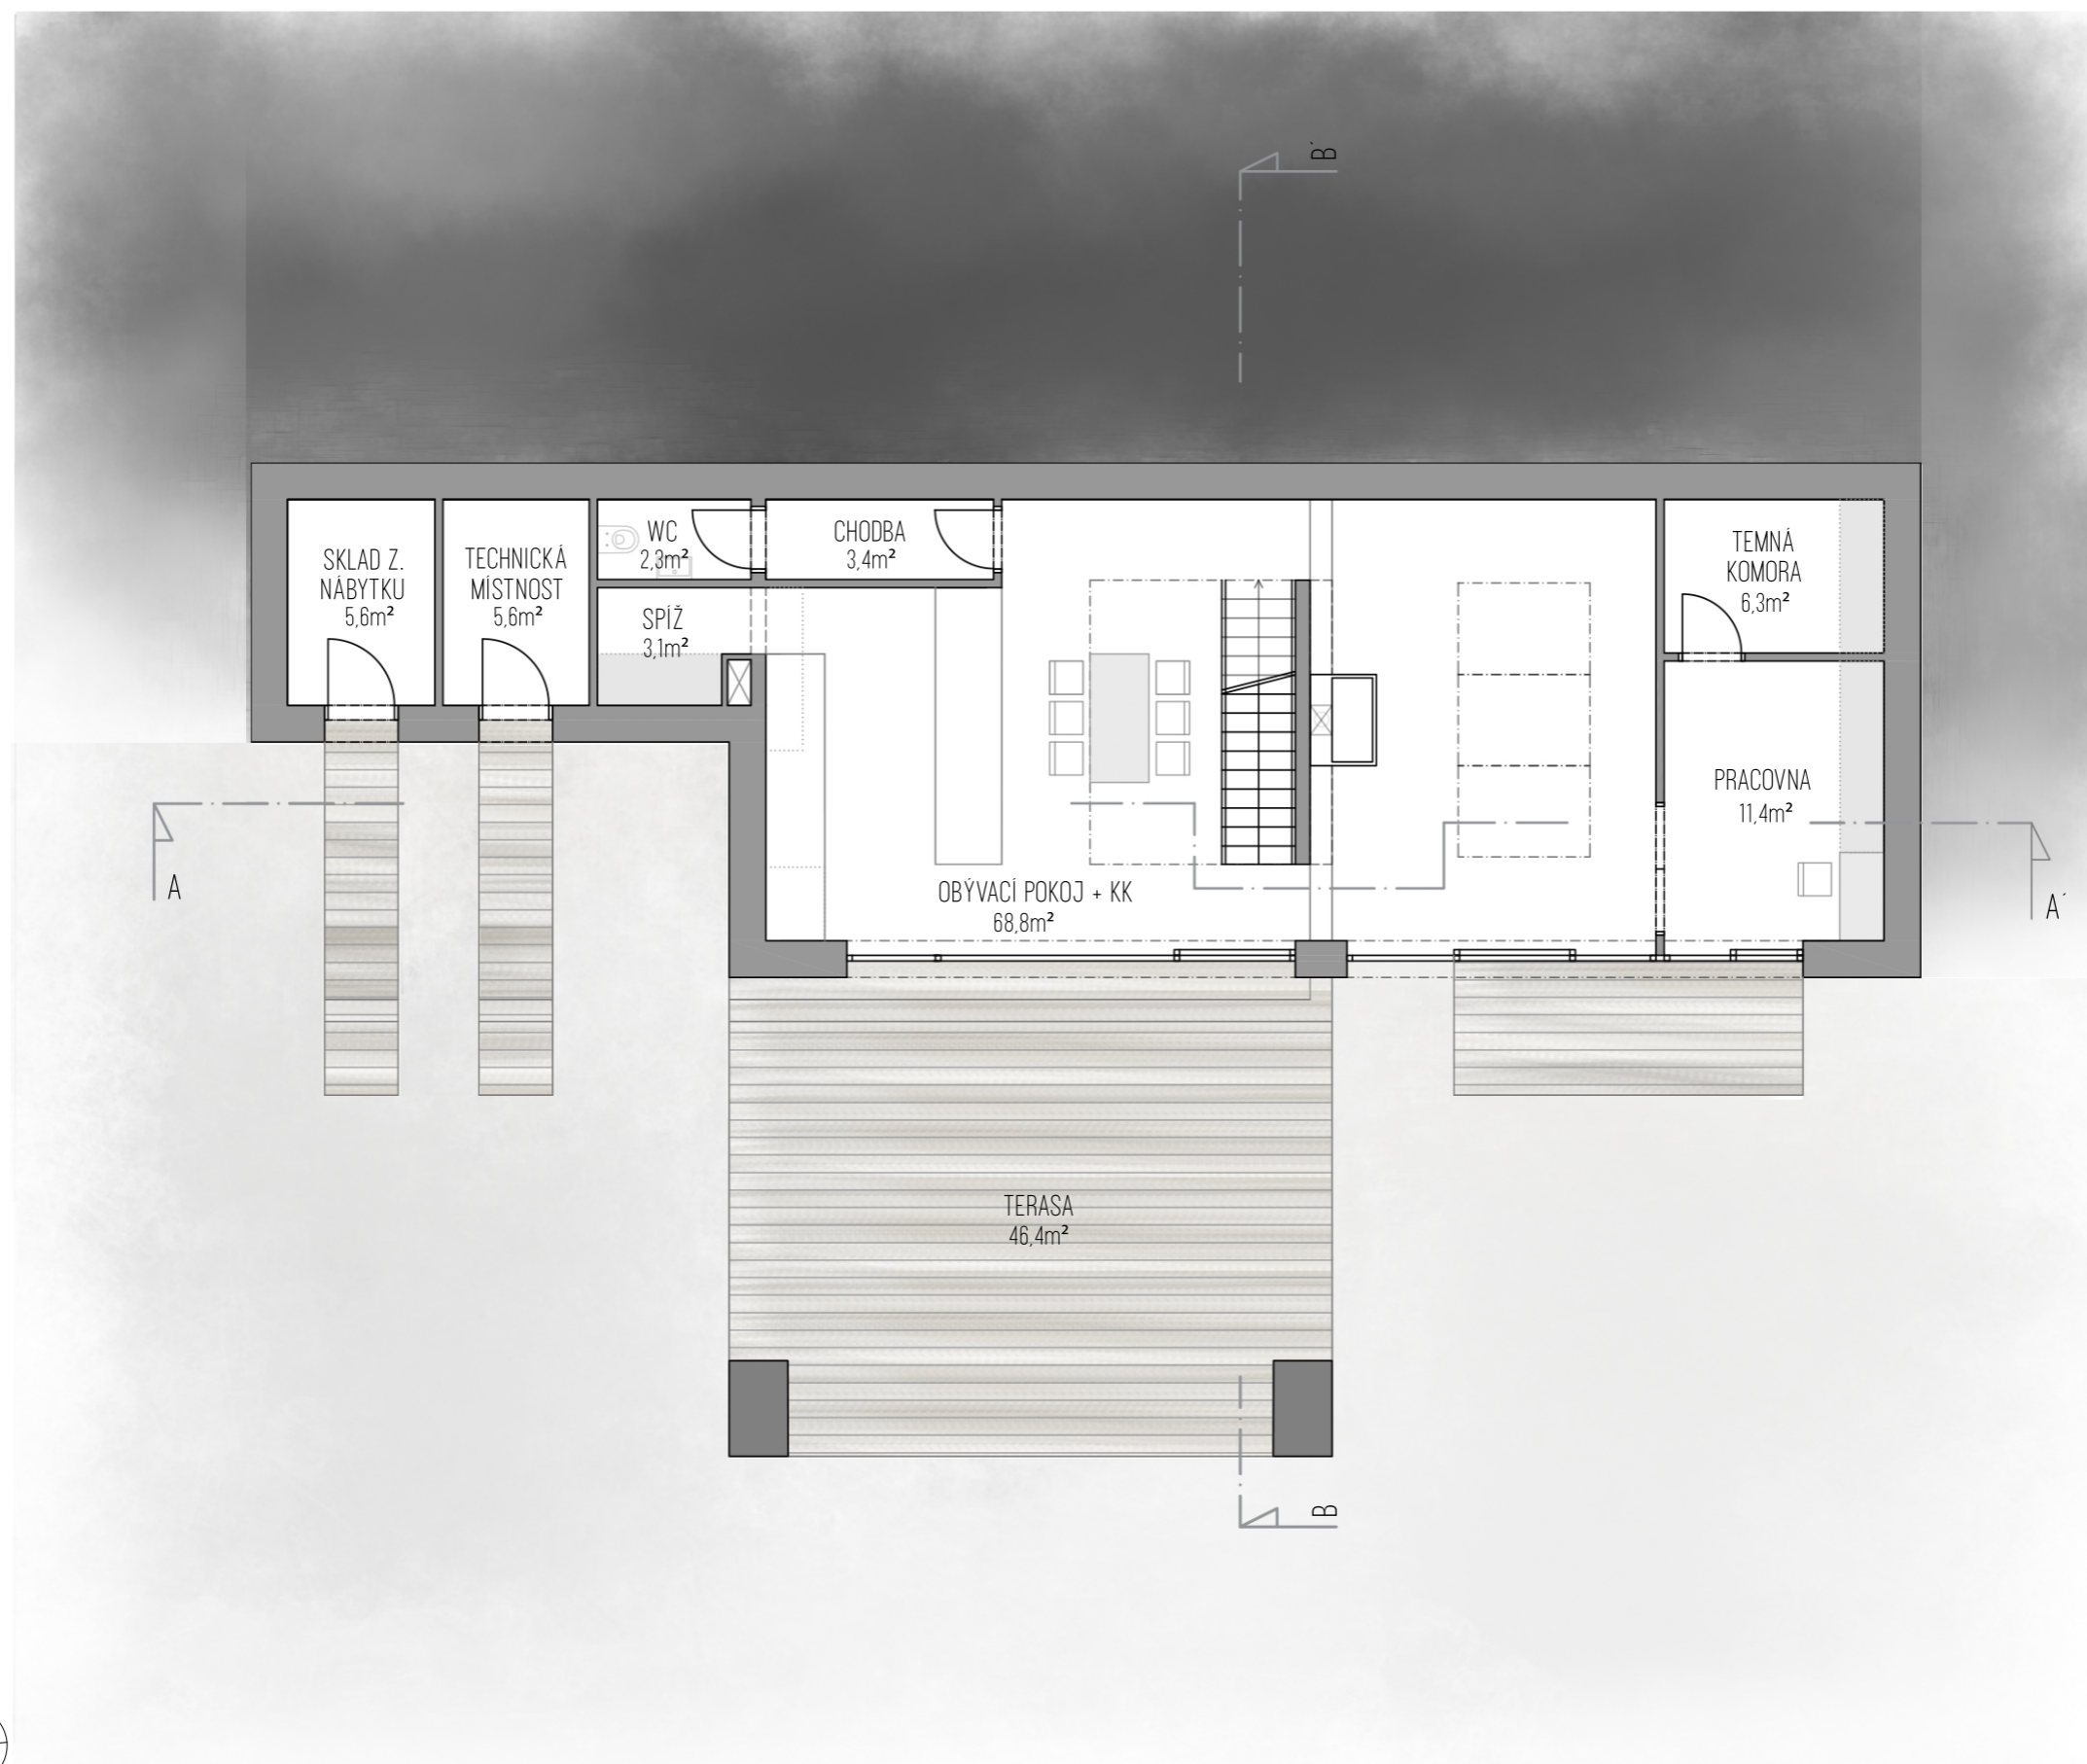 B´
SKLAD Z.
NÁBYTKU
5,6m²
TECHNICKÁ
MÍSTNOST
5,6m²
WC
2,3m²
CHODBA
3,4m²
SPÍŽ
3,1m²
TEMNÁ
KOMORA
6,3m²
PRACOVNA
11,4m²
OBÝVACÍ POKOJ + KK
68,8m²
A
A´
TERASA
46,4m²
B